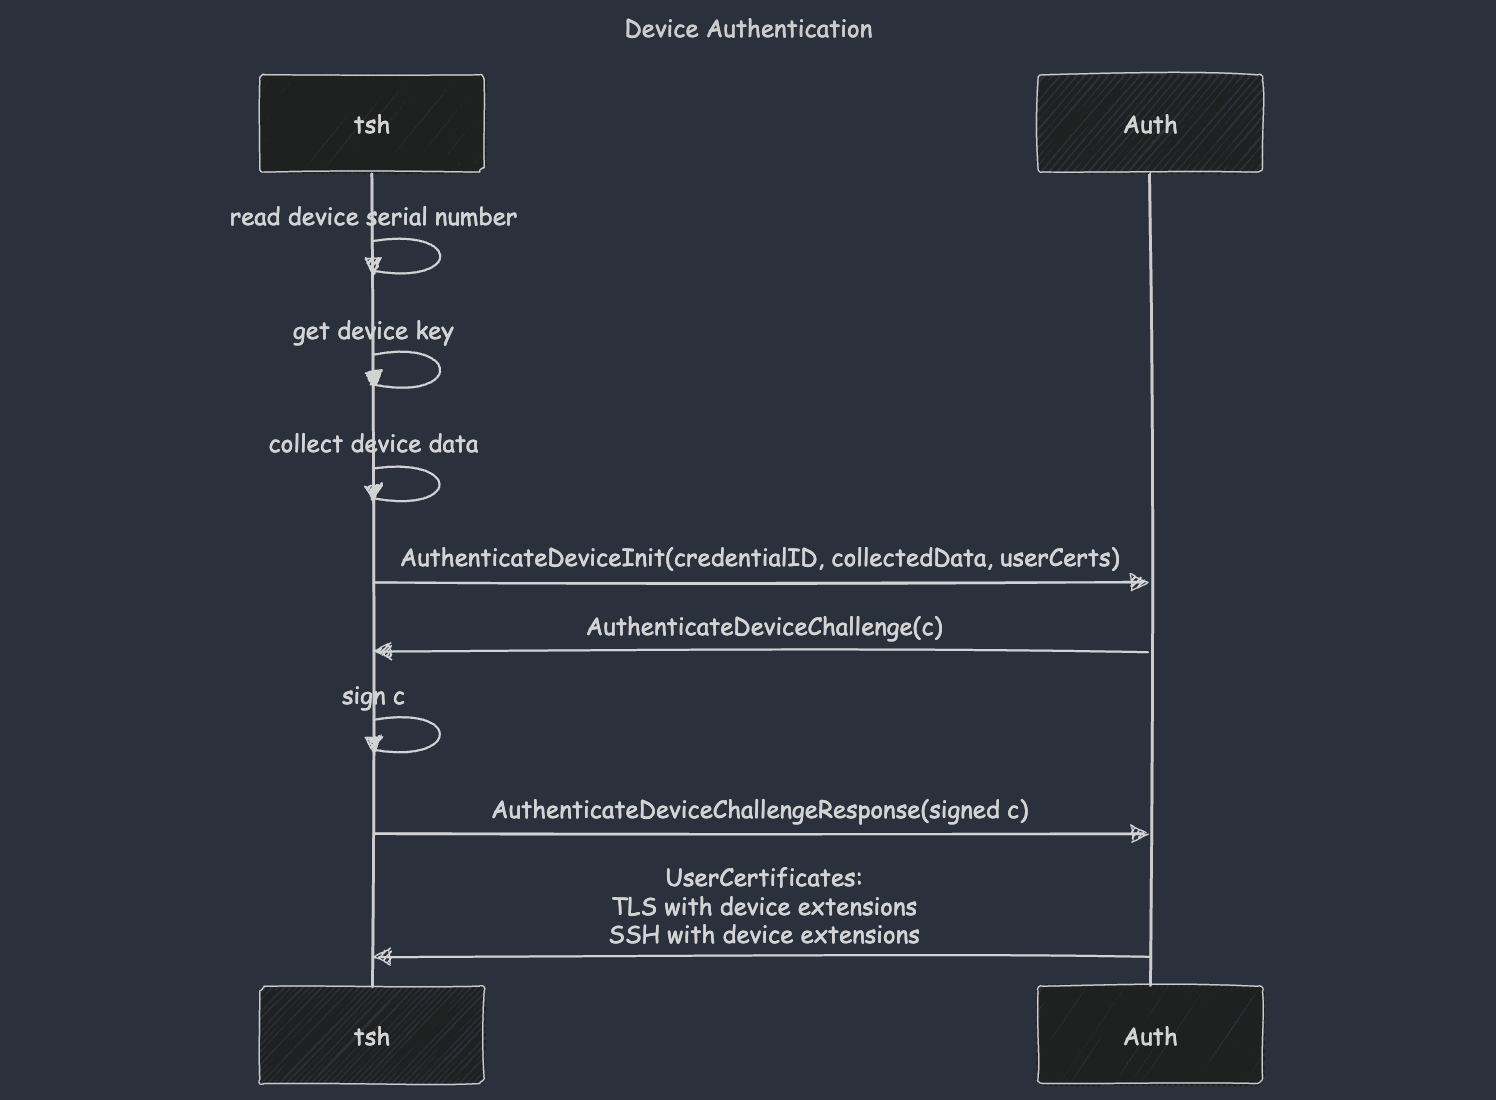 Device Authentication
tsh
Auth
read device serial number
get device key
collect device data
AuthenticateDeviceInit(credentialID, collectedData, userCerts)
AuthenticateDeviceChallenge(c)
sign c
AuthenticateDeviceChallengeResponse(signed c)
UserCertificates:
TLS with device extensions
SSH with device extensions
tsh
Auth